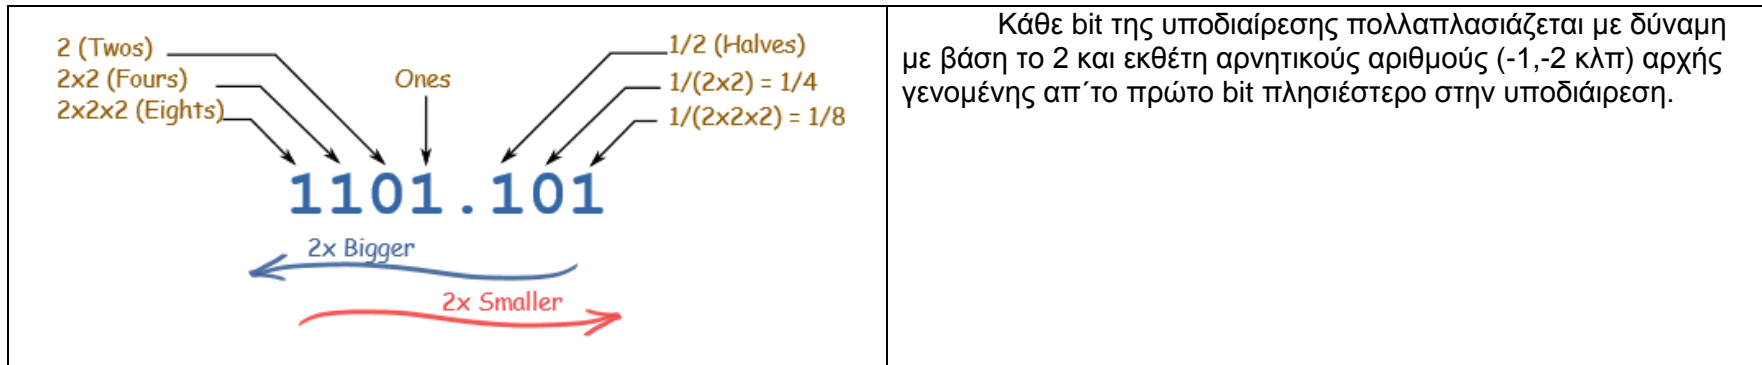 2 (Twos)
2x2 (Fours)
2x2x2 (Eights)
Ones
1/2 (Halves)
1/(2x2) = 1/4
1/(2x2x2) = 1/8
1101.101
2x Bigger
2x Smaller
Κάθε bit της υποδιαίρεσης πολλαπλασιάζεται με δύναμη
με βάση το 2 και εκθέτη αρνητικούς αριθμούς (-1,-2 κλπ) αρχής
γενομένης απ΄το πρώτο bit πλησιέστερο στην υποδιάιρεση.